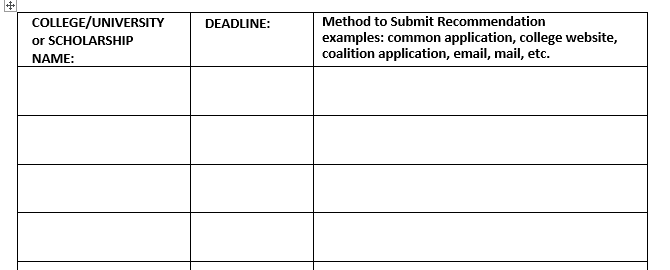 COLLEGE/UNIVERSITY
or SCHOLARSHIP
NAME:
DEADLINE:
Method to Submit Recommendation
examples: common application, college website,
coalition application, email, mail, etc.